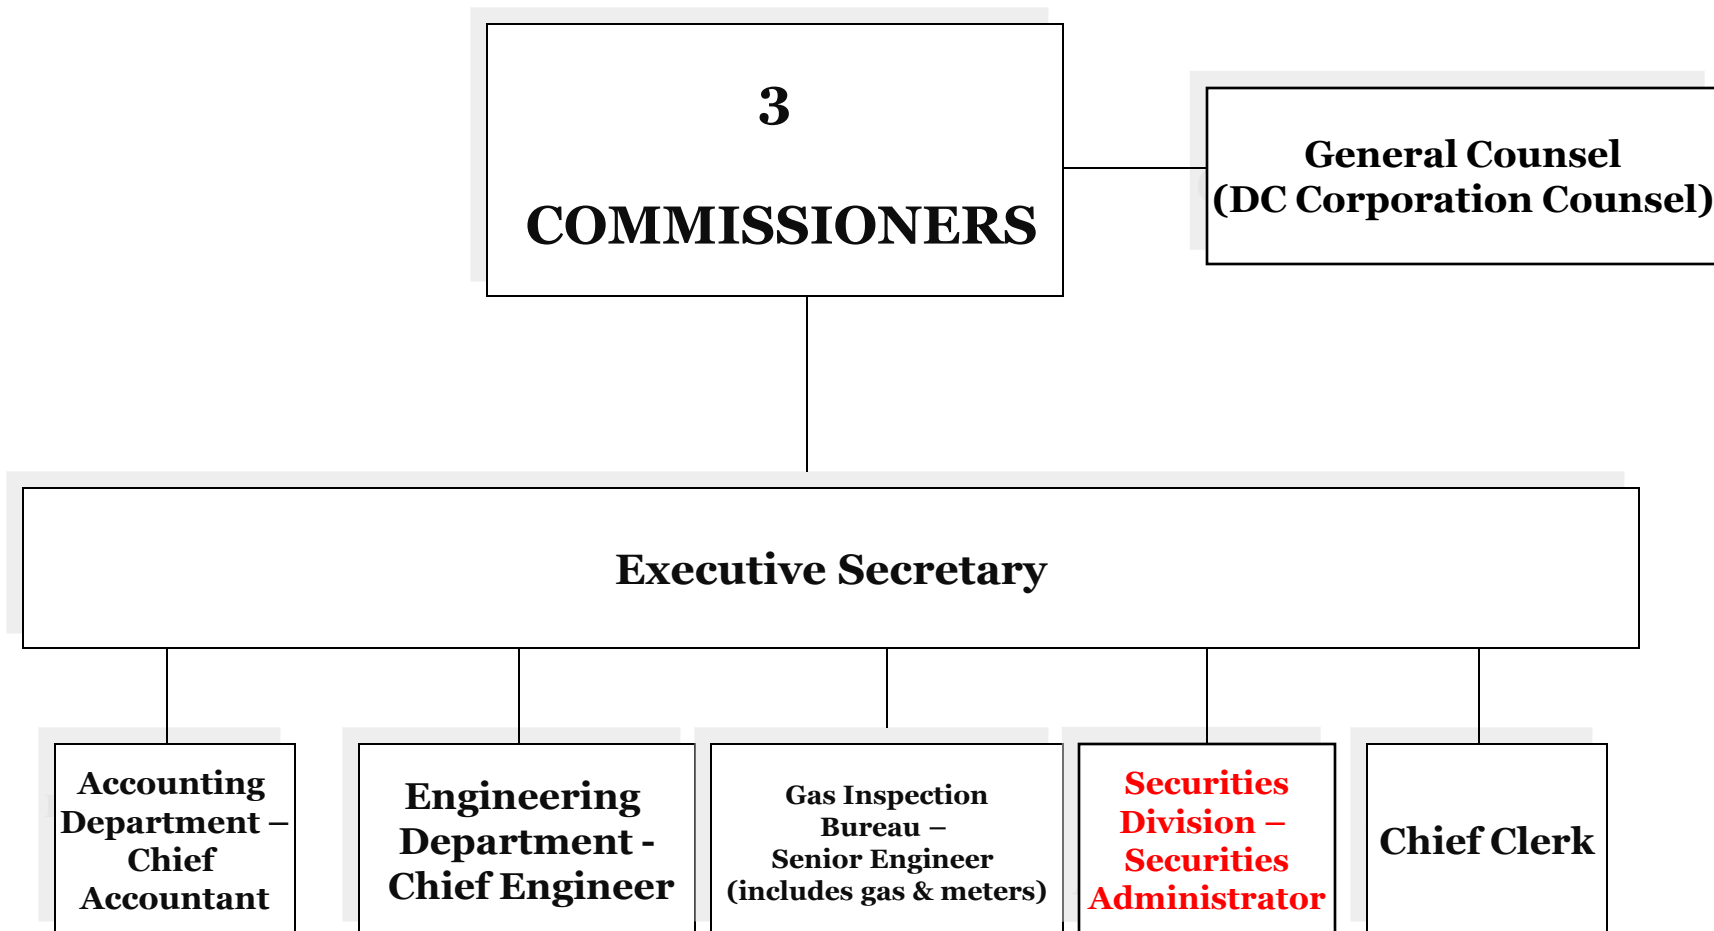 3
COMMISSIONERS
General Counsel
(DC Corporation Counsel)
Executive Secretary
Accounting
Department –
Chief
Accountant
Engineering
Department -
Chief Engineer
Gas Inspection
Bureau –
Senior Engineer
(includes gas & meters)
Securities
Division –
Securities
Administrator
Chief Clerk